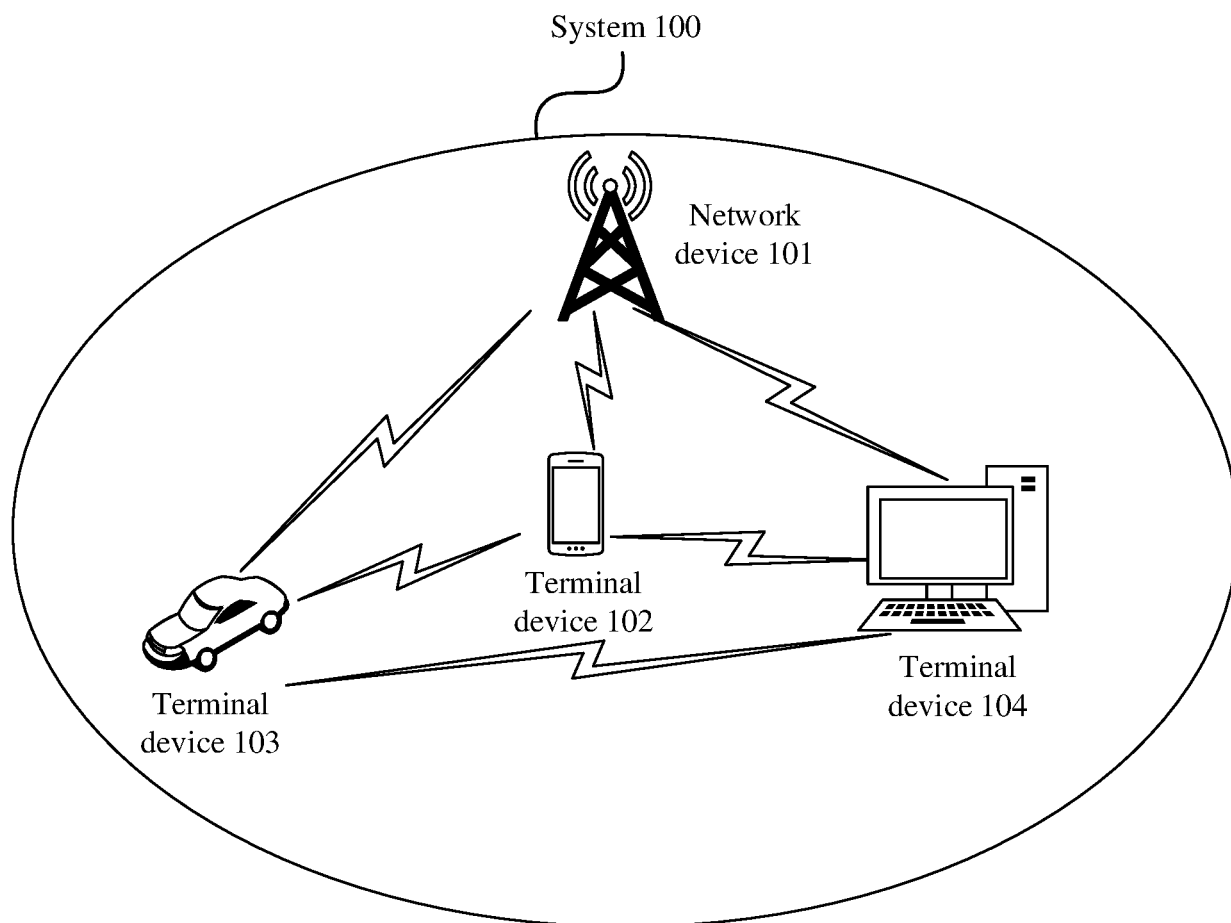 System 100
Network
device 101
Terminal
device 102
Terminal
device 103
Terminal
device 104